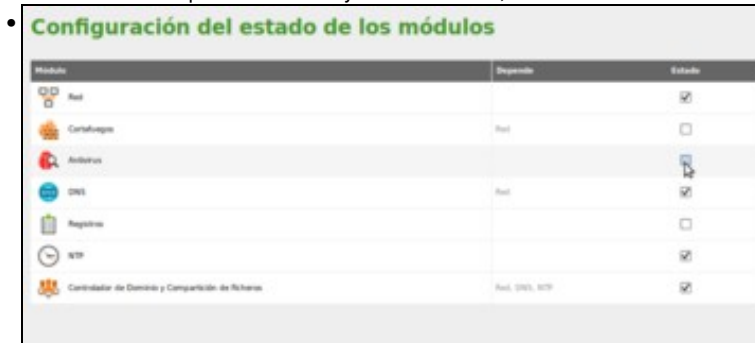 Configuración del estado de los módulos
Módulo Depende Estado
Red
Cortafuegos Red
Antivirus
DNS Red
Registros
NTP
Controlador de Dominio y Compartición de ficheros Red, DNS, NTP